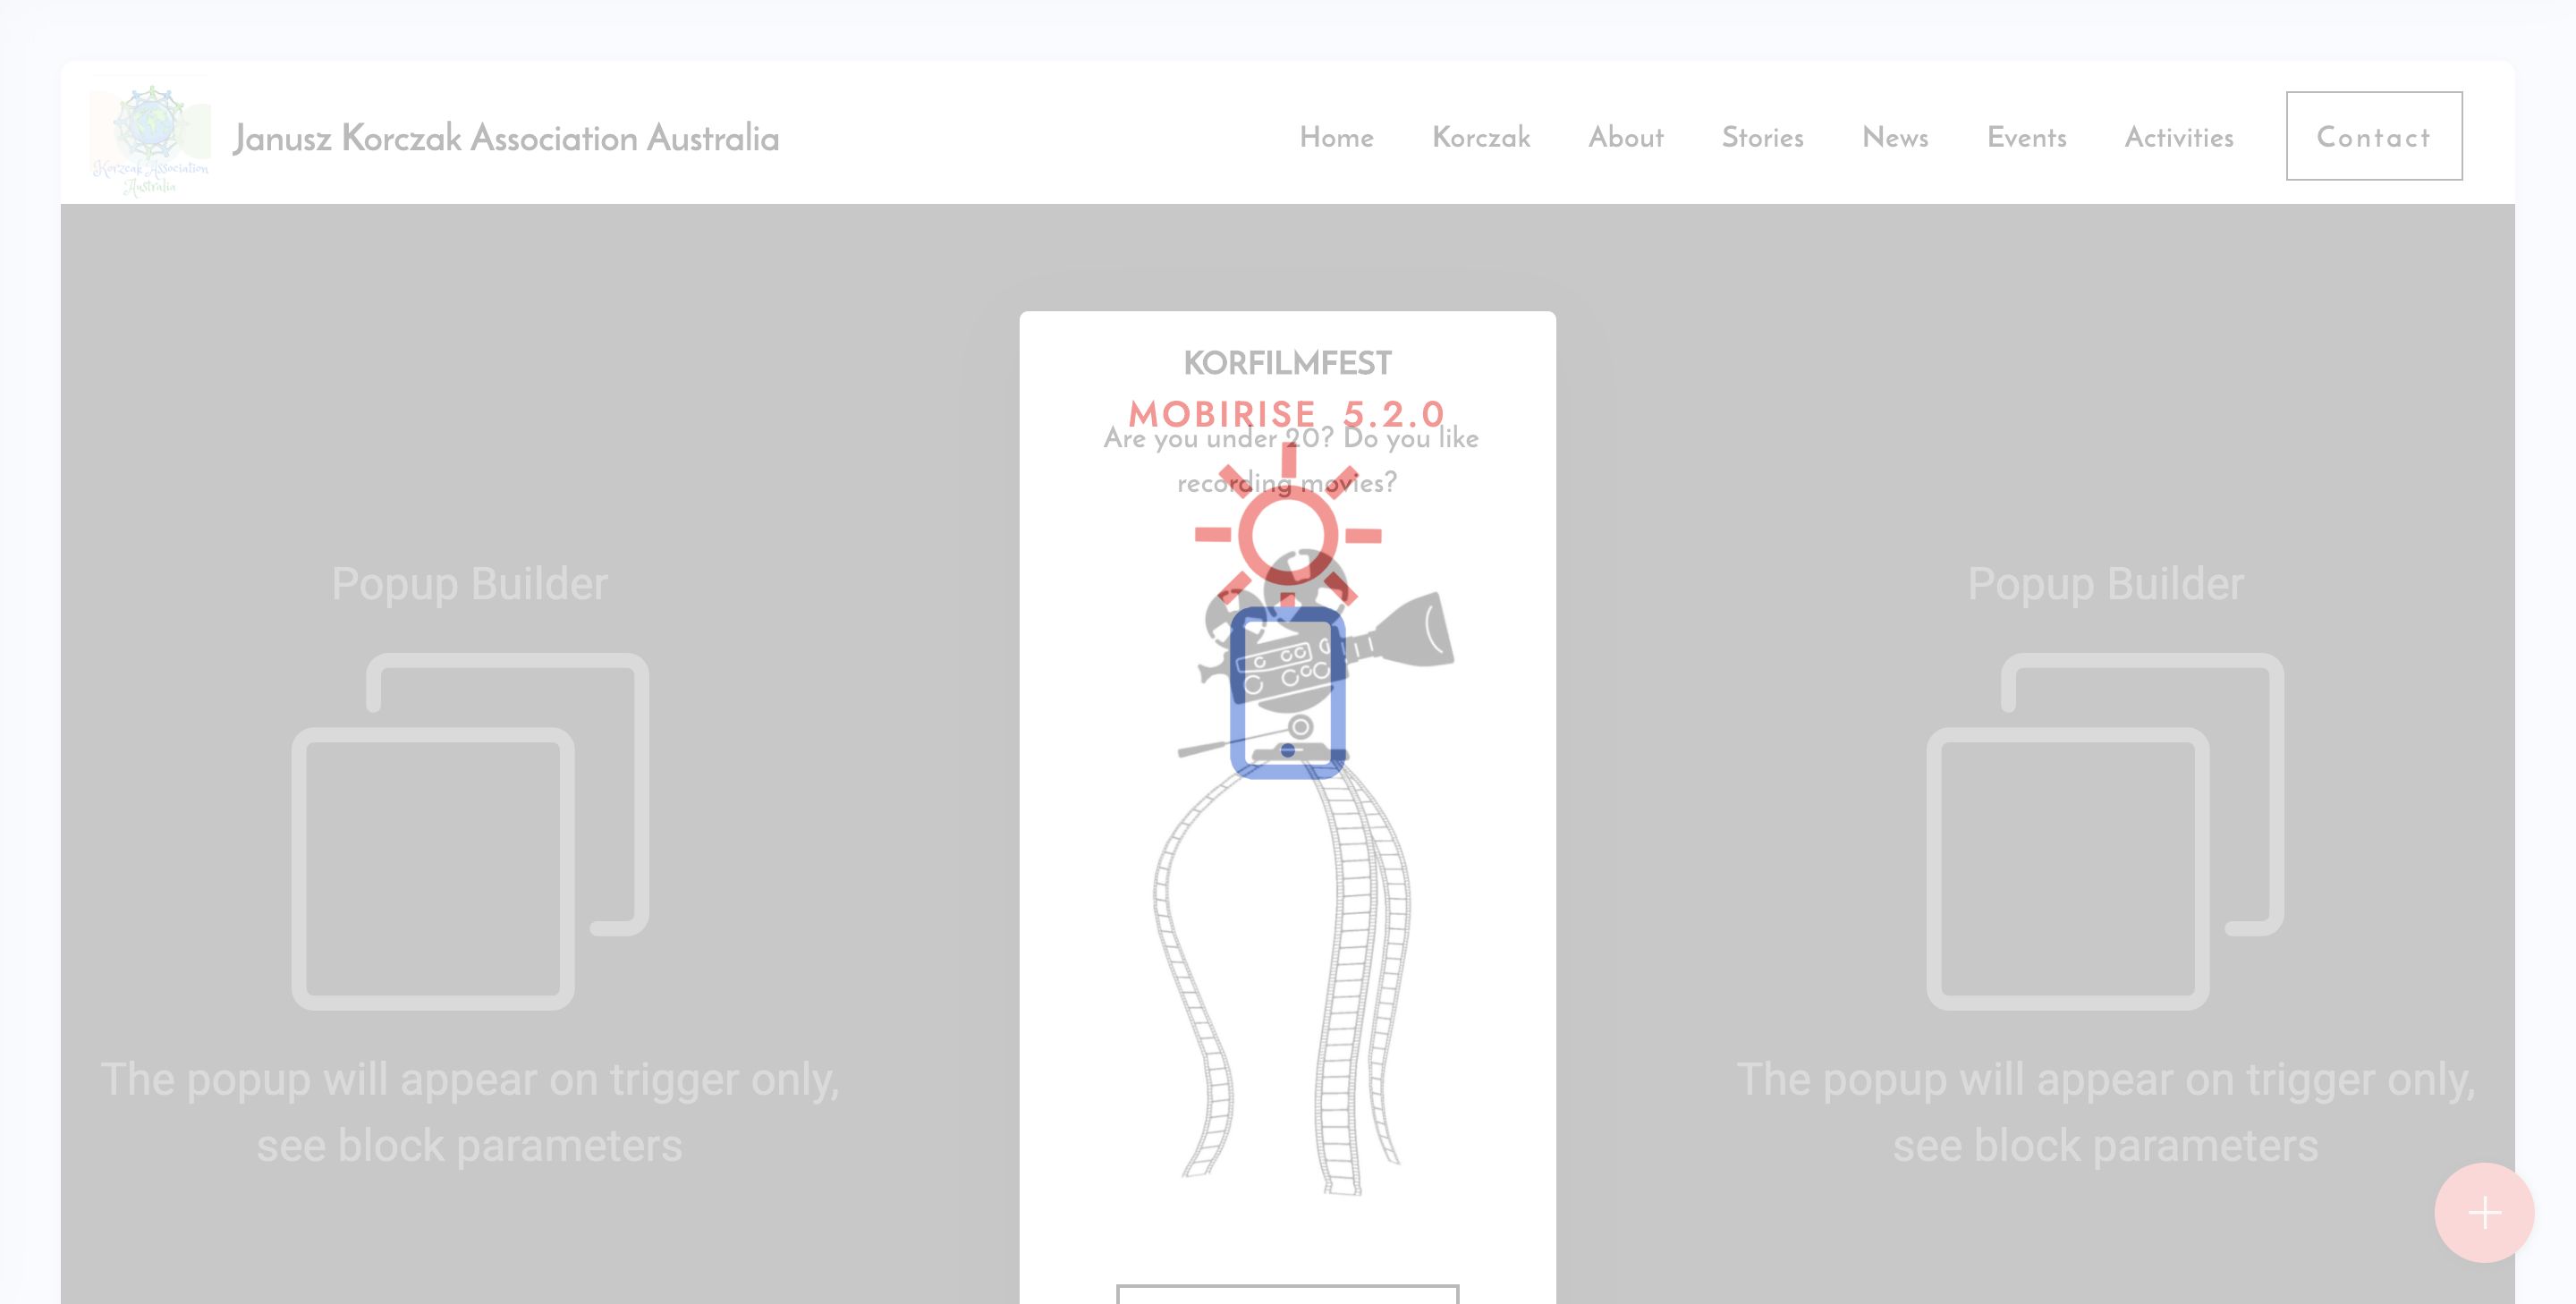 Korczak Association
Australia
Janusz Korczak Association Australia
Home Korczak About Stories News Events Activities Contact
KORFILMFEST
MOBIRISE 5.2.0
Are you under 20? Do you like
recording movies?
Popup Builder
The popup will appear on trigger only,
see block parameters
Popup Builder
The popup will appear on trigger only,
see block parameters